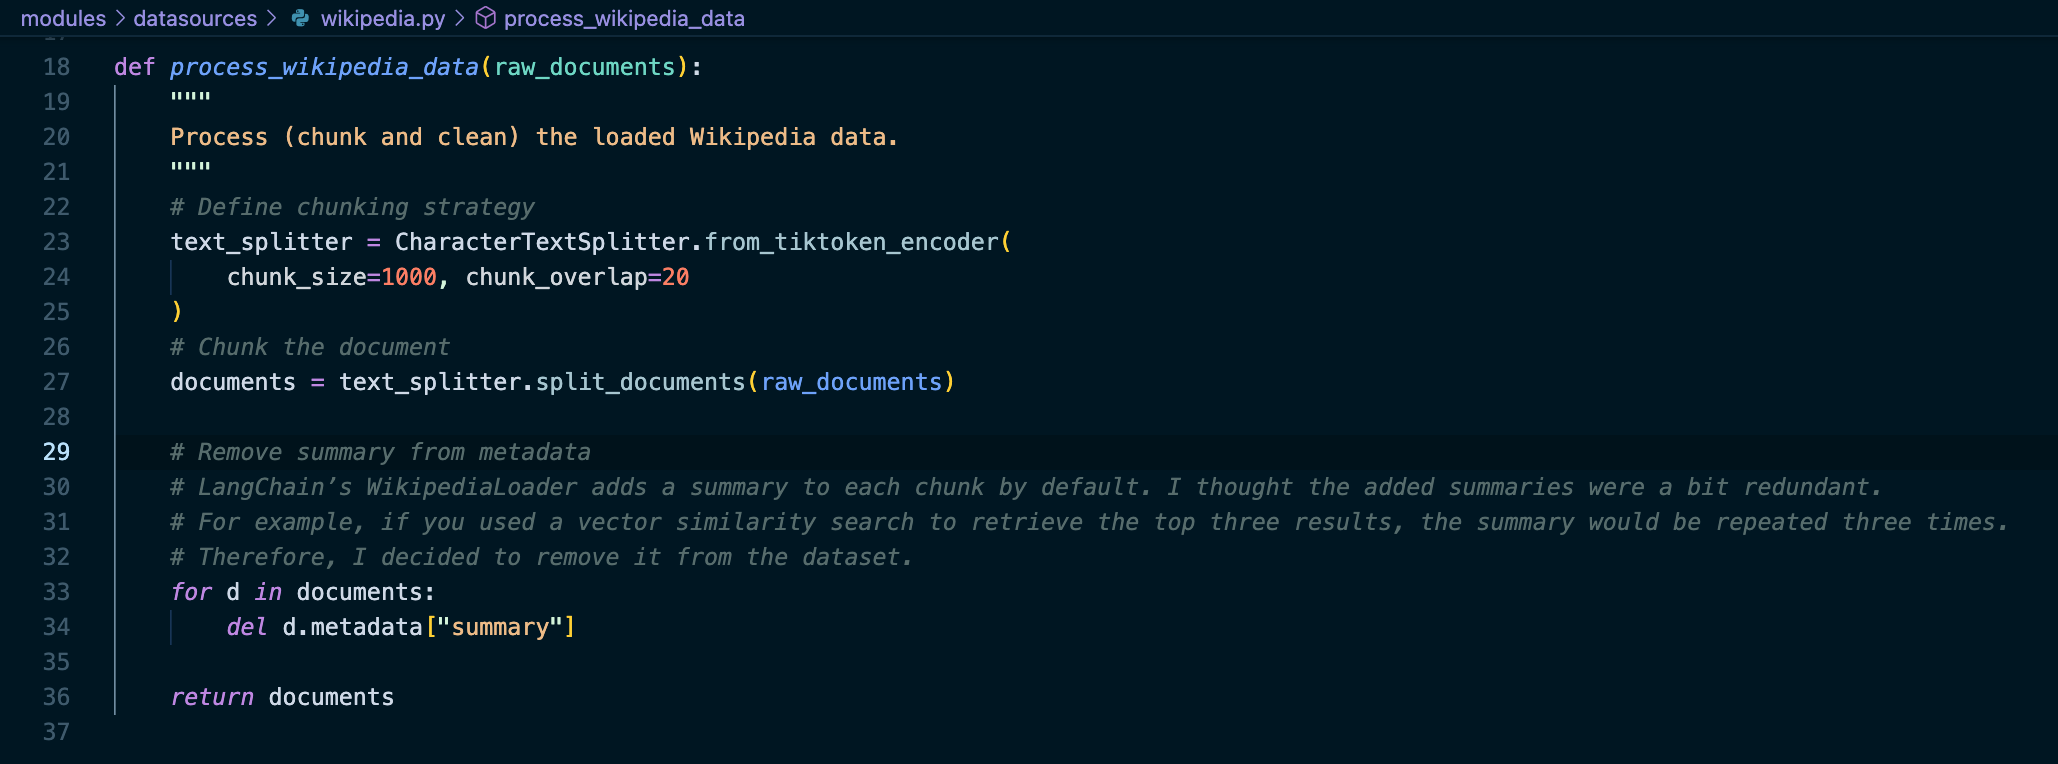 modules > datasources > wikipedia.py > process_wikipedia_data
18 def process_wikipedia_data(raw_documents):
19     """
20     Process (chunk and clean) the loaded Wikipedia data.
21     """
22     # Define chunking strategy
23     text_splitter = CharacterTextSplitter.from_tiktoken_encoder(
24         chunk_size=1000, chunk_overlap=20
25     )
26     # Chunk the document
27     documents = text_splitter.split_documents(raw_documents)
28
29     # Remove summary from metadata
30     # LangChain’s WikipediaLoader adds a summary to each chunk by default. I thought the added summaries were a bit redundant.
31     # For example, if you used a vector similarity search to retrieve the top three results, the summary would be repeated three times.
32     # Therefore, I decided to remove it from the dataset.
33     for d in documents:
34         del d.metadata["summary"]
35
36     return documents
37